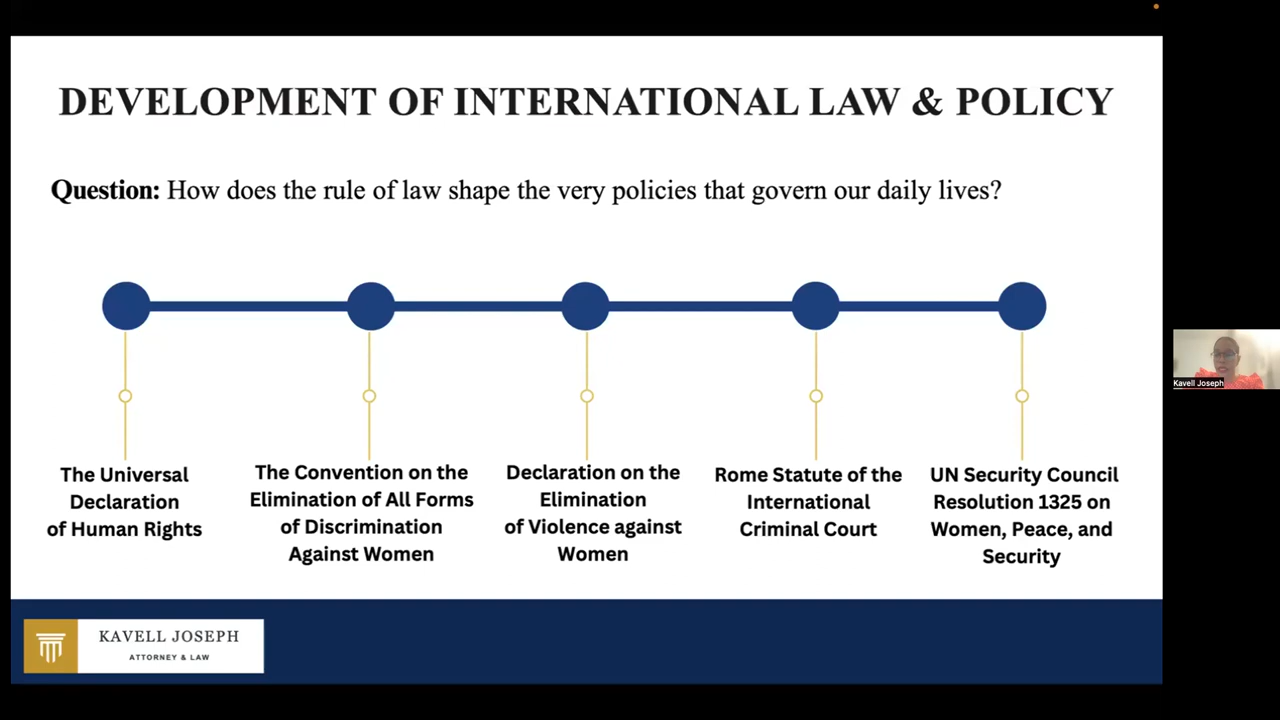 DEVELOPMENT OF INTERNATIONAL LAW & POLICY
Question: How does the rule of law shape the very policies that govern our daily lives?
The Universal
Declaration
of Human Rights
The Convention on the
Elimination of All Forms
of Discrimination
Against Women
Declaration on the
Elimination
of Violence against
Women
Rome Statute of the
International
Criminal Court
UN Security Council
Resolution 1325 on
Women, Peace, and
Security
KAVELL JOSEPH
ATTORNEY & LAW
Kavell Joseph